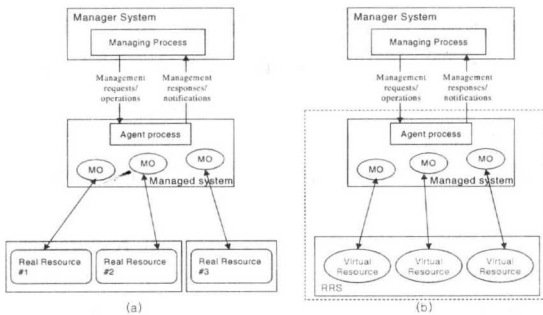 Manager System
Managing Process
Management requests/ operations
Management responses/ notifications
Agent process
MO
MO
MO
Managed system
Real Resource #1
Real Resource #2
Real Resource #3
(a)
Manager System
Managing Process
Management requests/ operations
Management responses/ notifications
Agent process
MO
MO
MO
Managed system
Virtual Resource
Virtual Resource
Virtual Resource
RRS
(b)